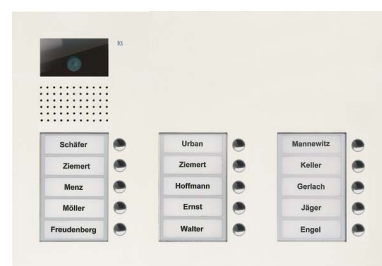 Schäfer
Ziemert
Menz
Möller
Freudenberg
Urban
Ziemert
Hoffmann
Ernst
Walter
Mannewitz
Keller
Gerlach
Jäger
Engel